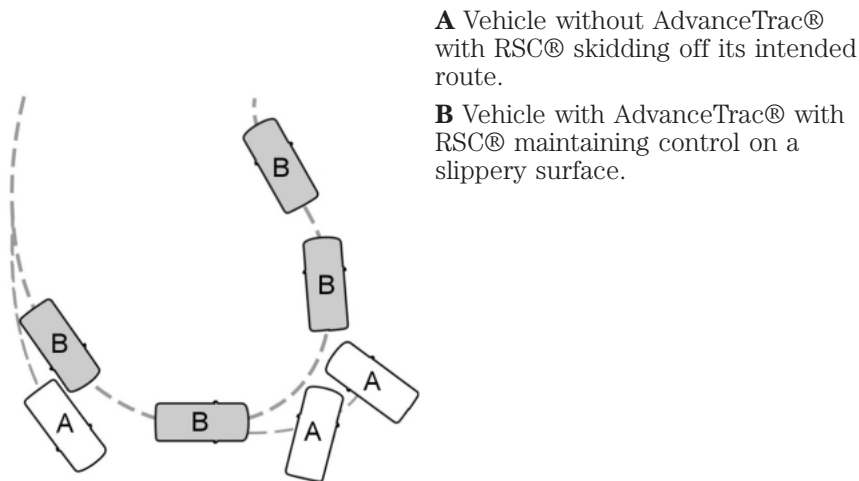 A Vehicle without AdvanceTrac®
with RSC® skidding off its intended
route.
B Vehicle with AdvanceTrac® with
RSC® maintaining control on a
slippery surface.
B
B
B
A
A
B
A